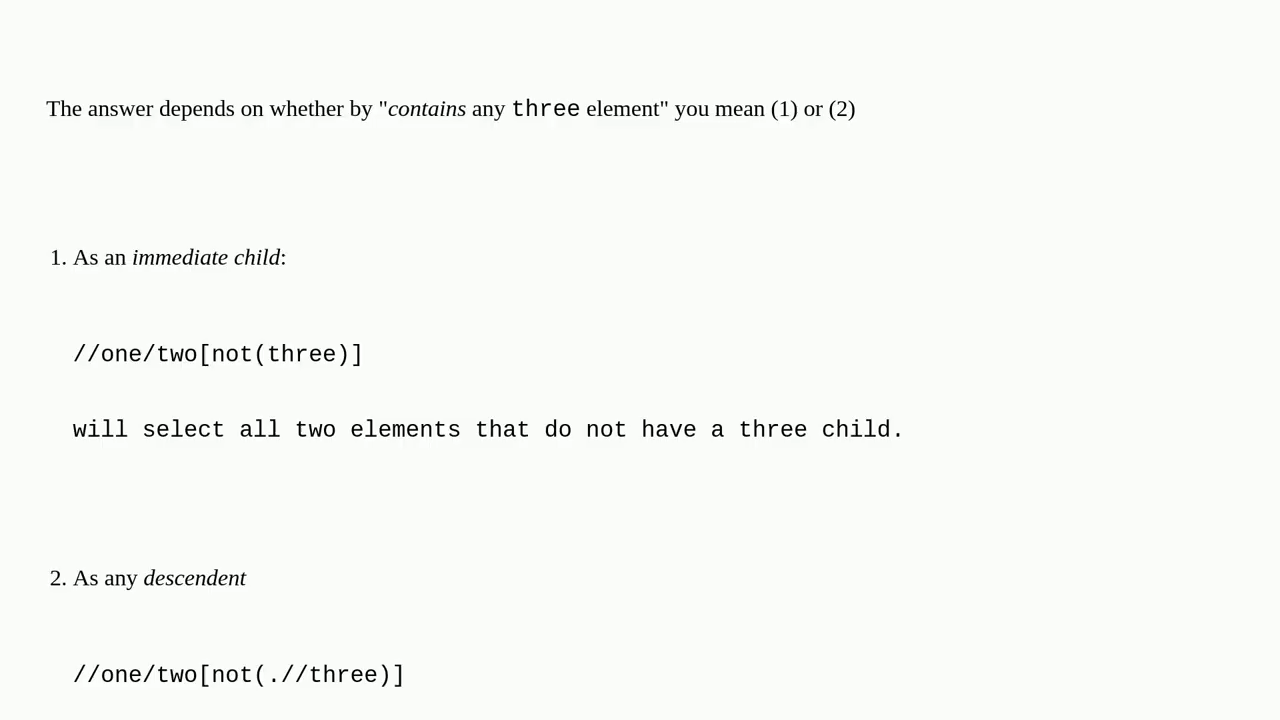 The answer depends on whether by "contains any three element" you mean (1) or (2)
1. As an immediate child:
//one/two[not(three)]
will select all two elements that do not have a three child.
2. As any descendent
//one/two[not(.//three)]